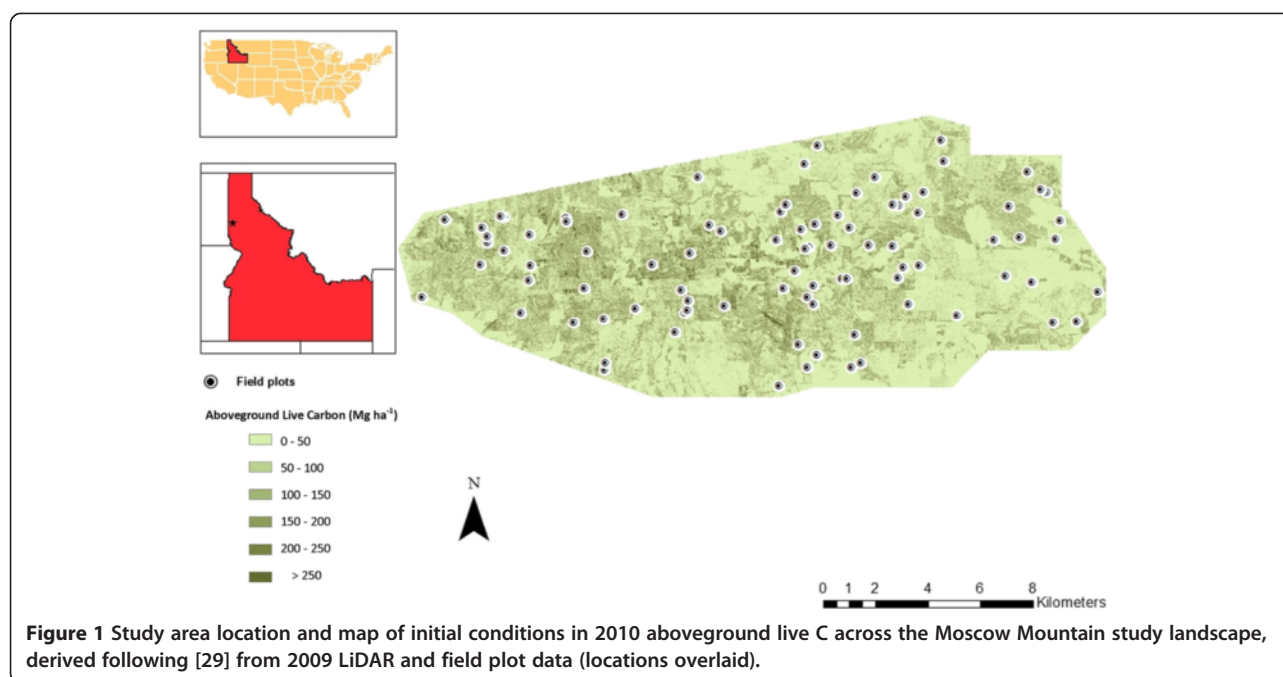 Field plots
Aboveground Live Carbon (Mg ha⁻¹)
0 - 50
50 - 100
100 - 150
150 - 200
200 - 250
> 250
N
0 1 2 4 6 8
Kilometers
Figure 1 Study area location and map of initial conditions in 2010 aboveground live C across the Moscow Mountain study landscape,
derived following [29] from 2009 LiDAR and field plot data (locations overlaid).